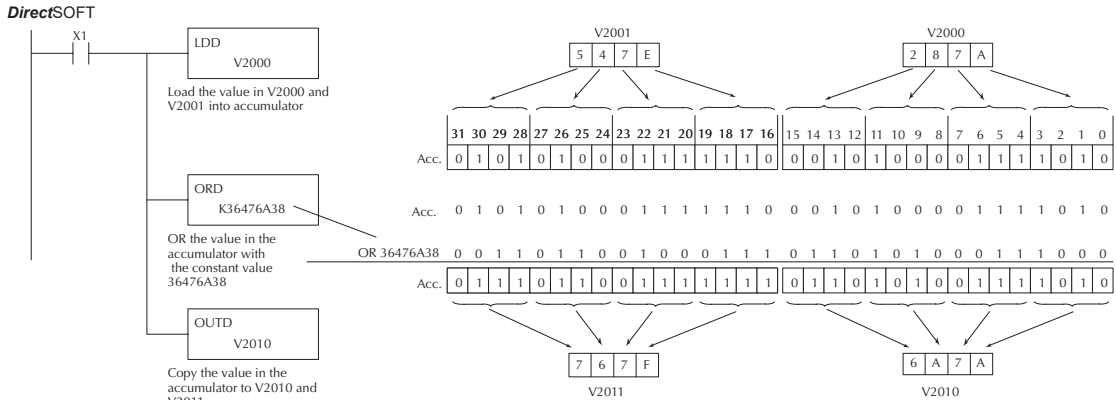 DirectSOFT
X1
LDD
V2000
Load the value in V2000 and
V2001 into accumulator
ORD
K36476A38
OR the value in the
accumulator with
the constant value
36476A38
OUTD
V2010
Copy the value in the
accumulator to V2010 and
V2001 V2000
5 4 7 E 2 8 7 A
31 30 29 28 27 26 25 24 23 22 21 20 19 18 17 16 15 14 13 12 11 10 9 8 7 6 5 4 3 2 1 0
Acc. 0 1 0 1 0 1 0 0 0 1 1 1 1 1 1 0 0 0 1 0 1 0 0 0 0 1 1 1 1 0 1 0
Acc. 0 1 0 1 0 1 0 0 0 1 1 1 1 1 1 0 0 0 1 0 1 0 0 0 0 1 1 1 1 0 1 0
OR 36476A38 0 0 1 1 0 1 1 0 0 1 0 0 0 1 1 1 0 1 1 0 1 0 1 0 0 0 1 1 1 0 0 0
Acc. 0 1 1 1 0 1 1 0 0 1 1 1 1 1 1 1 0 1 1 0 1 0 1 0 0 1 1 1 1 0 1 0
7 6 7 F 6 A 7 A
V2011 V2010